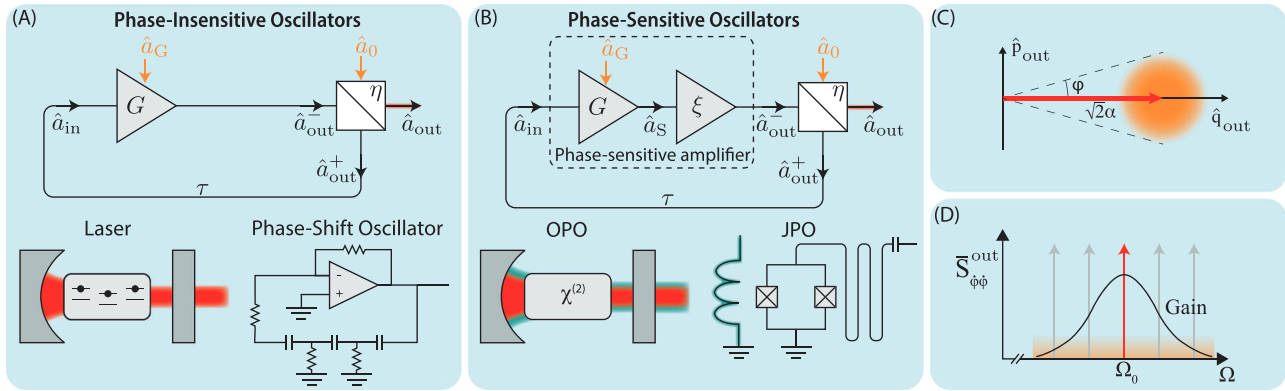 (A)
Phase-Insensitive Oscillators
â_G
â_0
G
η
â_in
â_out^-
â_out
â_out^+
τ
Laser
Phase-Shift Oscillator
-
+
(B)
Phase-Sensitive Oscillators
â_G
â_0
G
ξ
η
â_in
â_S
â_out^-
â_out
Phase-sensitive amplifier
â_out^+
τ
OPO
JPO
χ^(2)
(C)
p̂_out
φ
√2α
q̂_out
(D)
S̅_φ̇φ̇^out
Gain
Ω_0
Ω